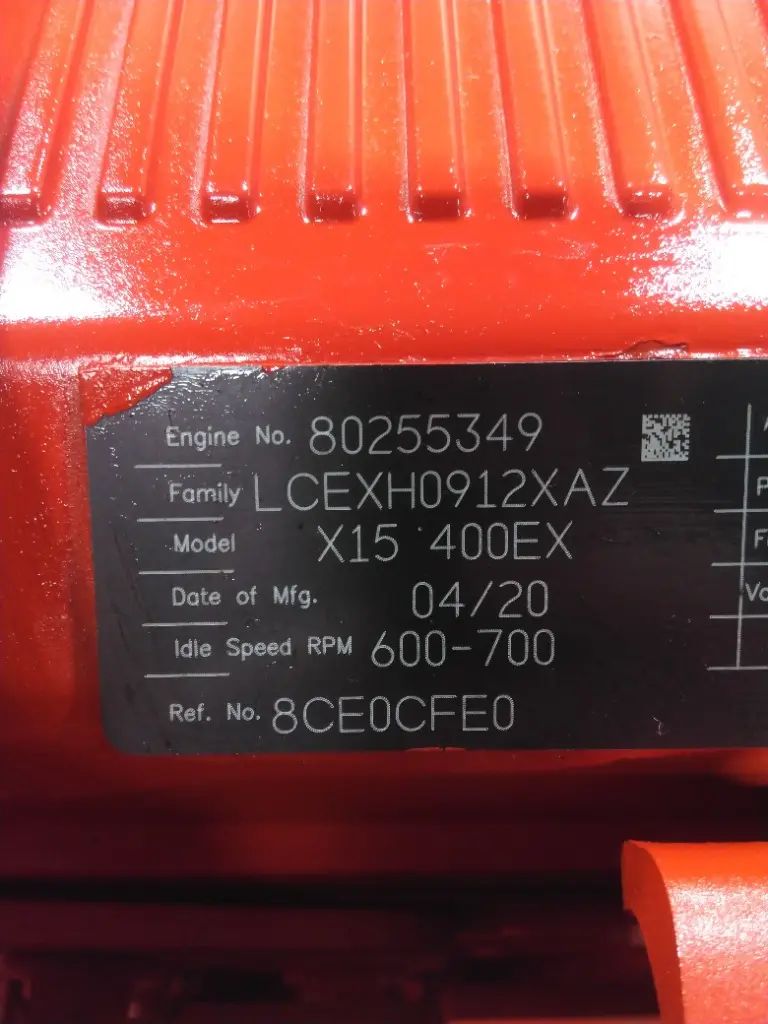 Engine No. 80255349
Family LCEXH0912XAZ
Model X15 400EX
Date of Mfg. 04/20
Idle Speed RPM 600-700
Ref. No. 8CE0CFE0